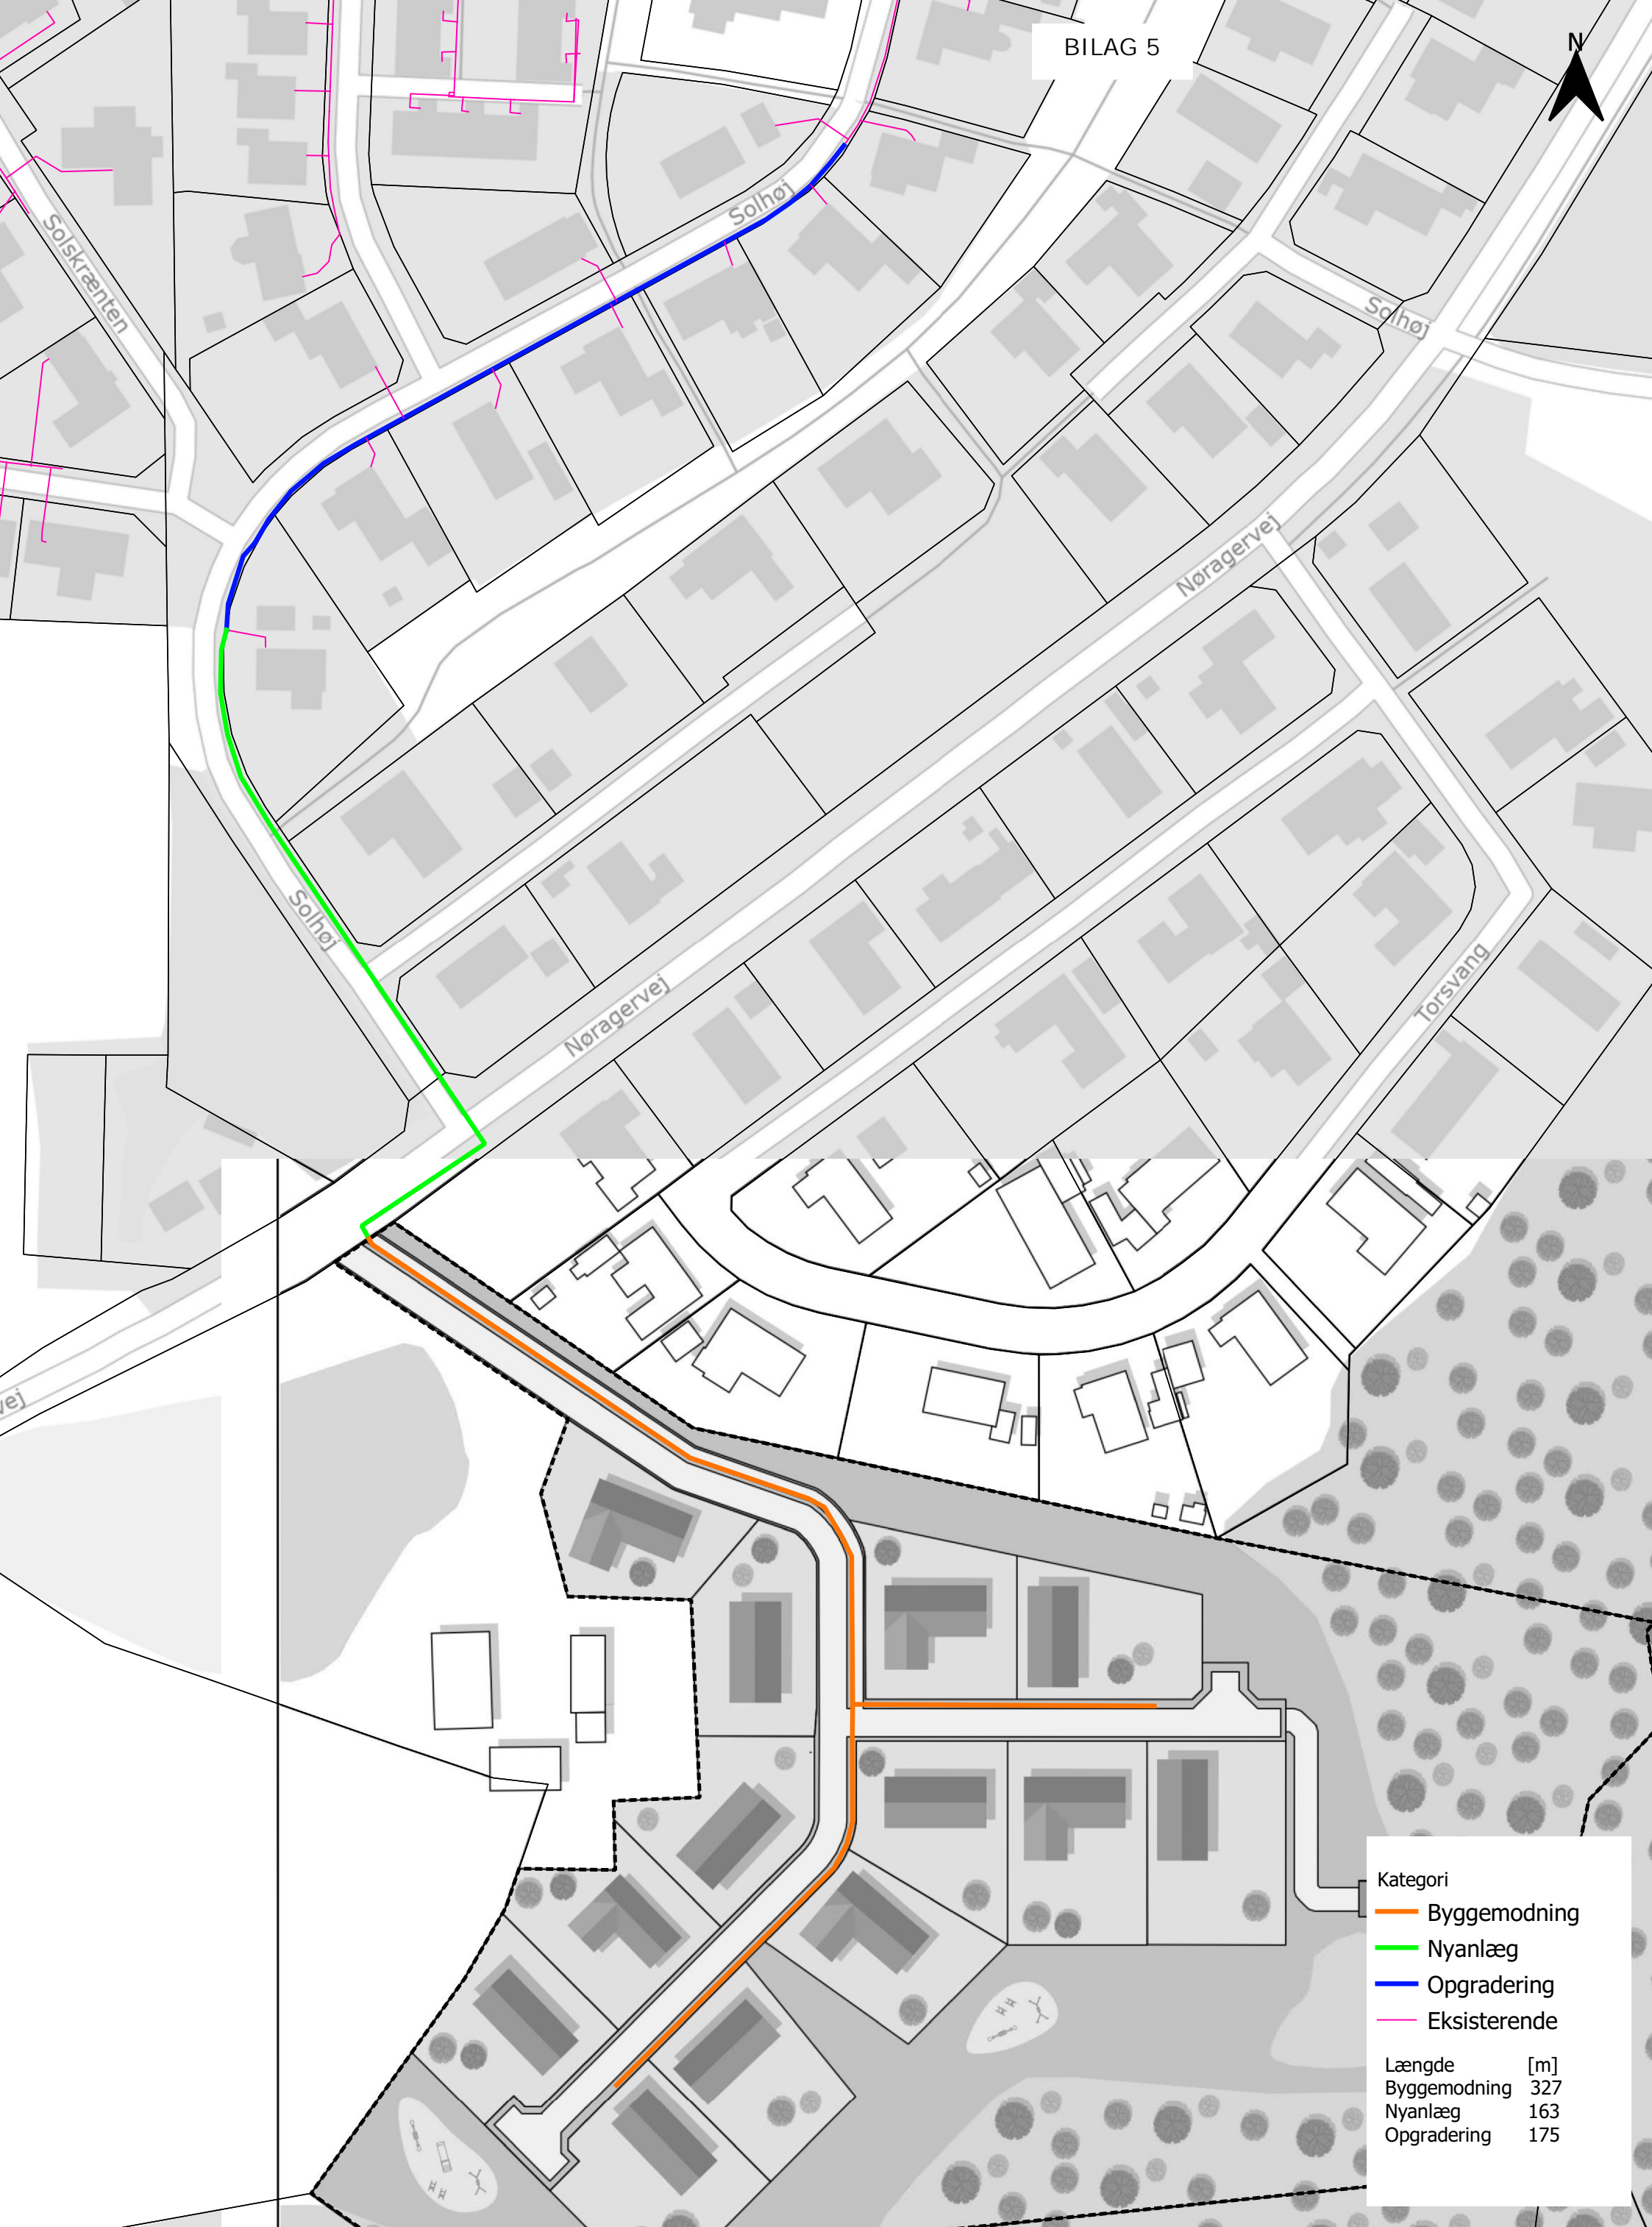 BILAG 5
N
Solhøj
Solskrænten
Solhøj
Nøragervej
Solhøj
Torsvang
Nøragervej
vej
Kategori
Byggemodning
Nyanlæg
Opgradering
Eksisterende
Længde [m]
Byggemodning 327
Nyanlæg 163
Opgradering 175